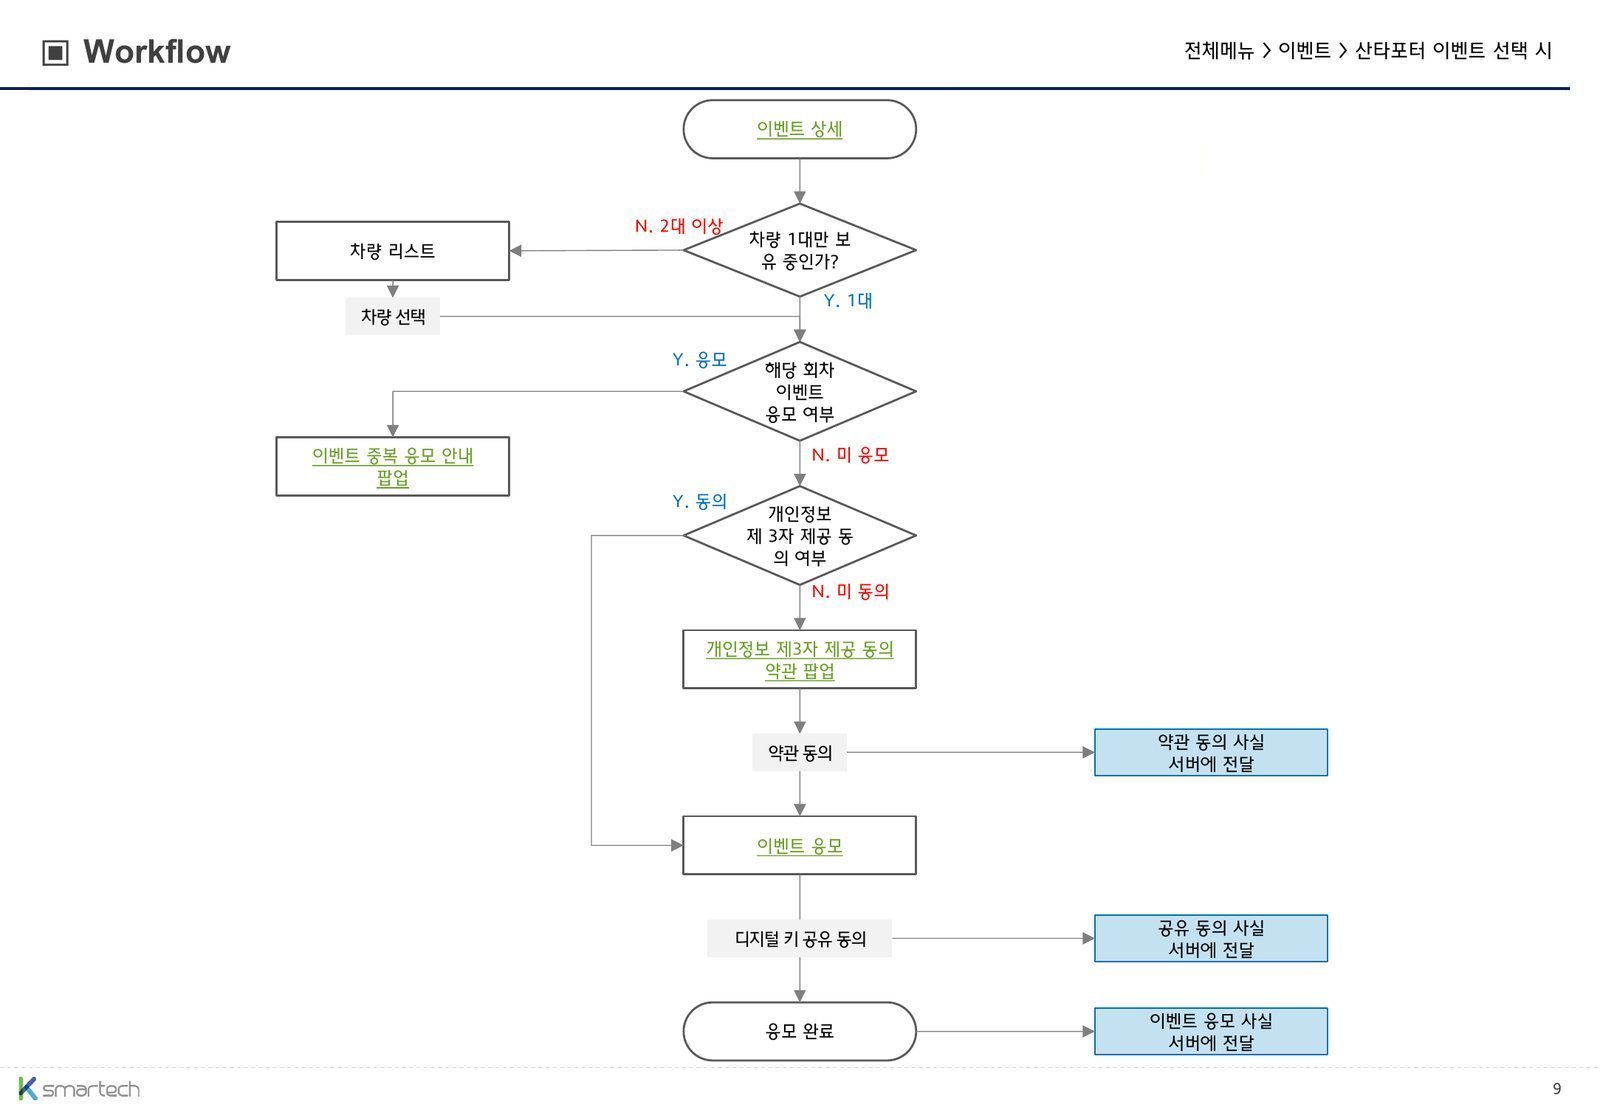 ▣ Workflow
전체메뉴 > 이벤트 > 산타포터 이벤트 선택 시
이벤트 상세
N. 2대 이상
차량 1대만 보
유 중인가?
차량 리스트
Y. 1대
차량 선택
Y. 응모
해당 회차
이벤트
응모 여부
이벤트 중복 응모 안내
팝업
N. 미 응모
Y. 동의
개인정보
제 3자 제공 동
의 여부
N. 미 동의
개인정보 제3자 제공 동의
약관 팝업
약관 동의
약관 동의 사실
서버에 전달
이벤트 응모
디지털 키 공유 동의
공유 동의 사실
서버에 전달
응모 완료
이벤트 응모 사실
서버에 전달
K smartech
9